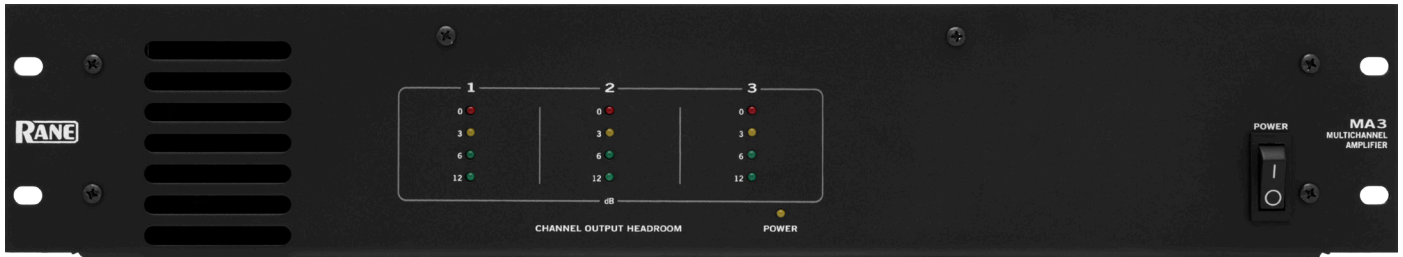 1 2 3
0 0 0
3 3 3
6 6 6
12 12 12
dB
CHANNEL OUTPUT HEADROOM
POWER
RANE
POWER
I
O
MA3
MULTICHANNEL
AMPLIFIER